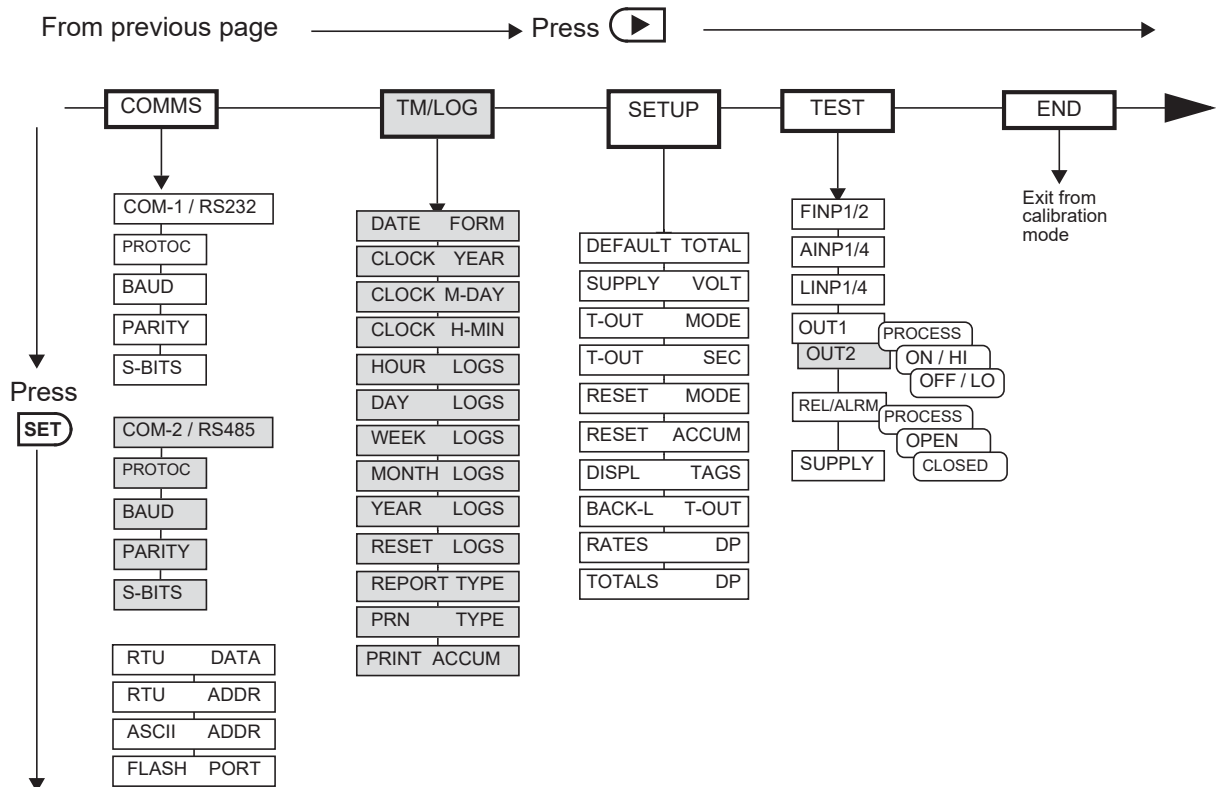 From previous page
Press
COMMS
TM/LOG
SETUP
TEST
END
COM-1 / RS232
PROTOC
BAUD
PARITY
S-BITS
Press
SET
COM-2 / RS485
PROTOC
BAUD
PARITY
S-BITS
RTU DATA
RTU ADDR
ASCII ADDR
FLASH PORT
DATE FORM
CLOCK YEAR
CLOCK M-DAY
CLOCK H-MIN
HOUR LOGS
DAY LOGS
WEEK LOGS
MONTH LOGS
YEAR LOGS
RESET LOGS
REPORT TYPE
PRN TYPE
PRINT ACCUM
DEFAULT TOTAL
SUPPLY VOLT
T-OUT MODE
T-OUT SEC
RESET MODE
RESET ACCUM
DISPL TAGS
BACK-L T-OUT
RATES DP
TOTALS DP
FINP1/2
AINP1/4
LINP1/4
OUT1
OUT2
PROCESS
ON / HI
OFF / LO
REL/ALRM
PROCESS
OPEN
CLOSED
SUPPLY
Exit from
calibration
mode